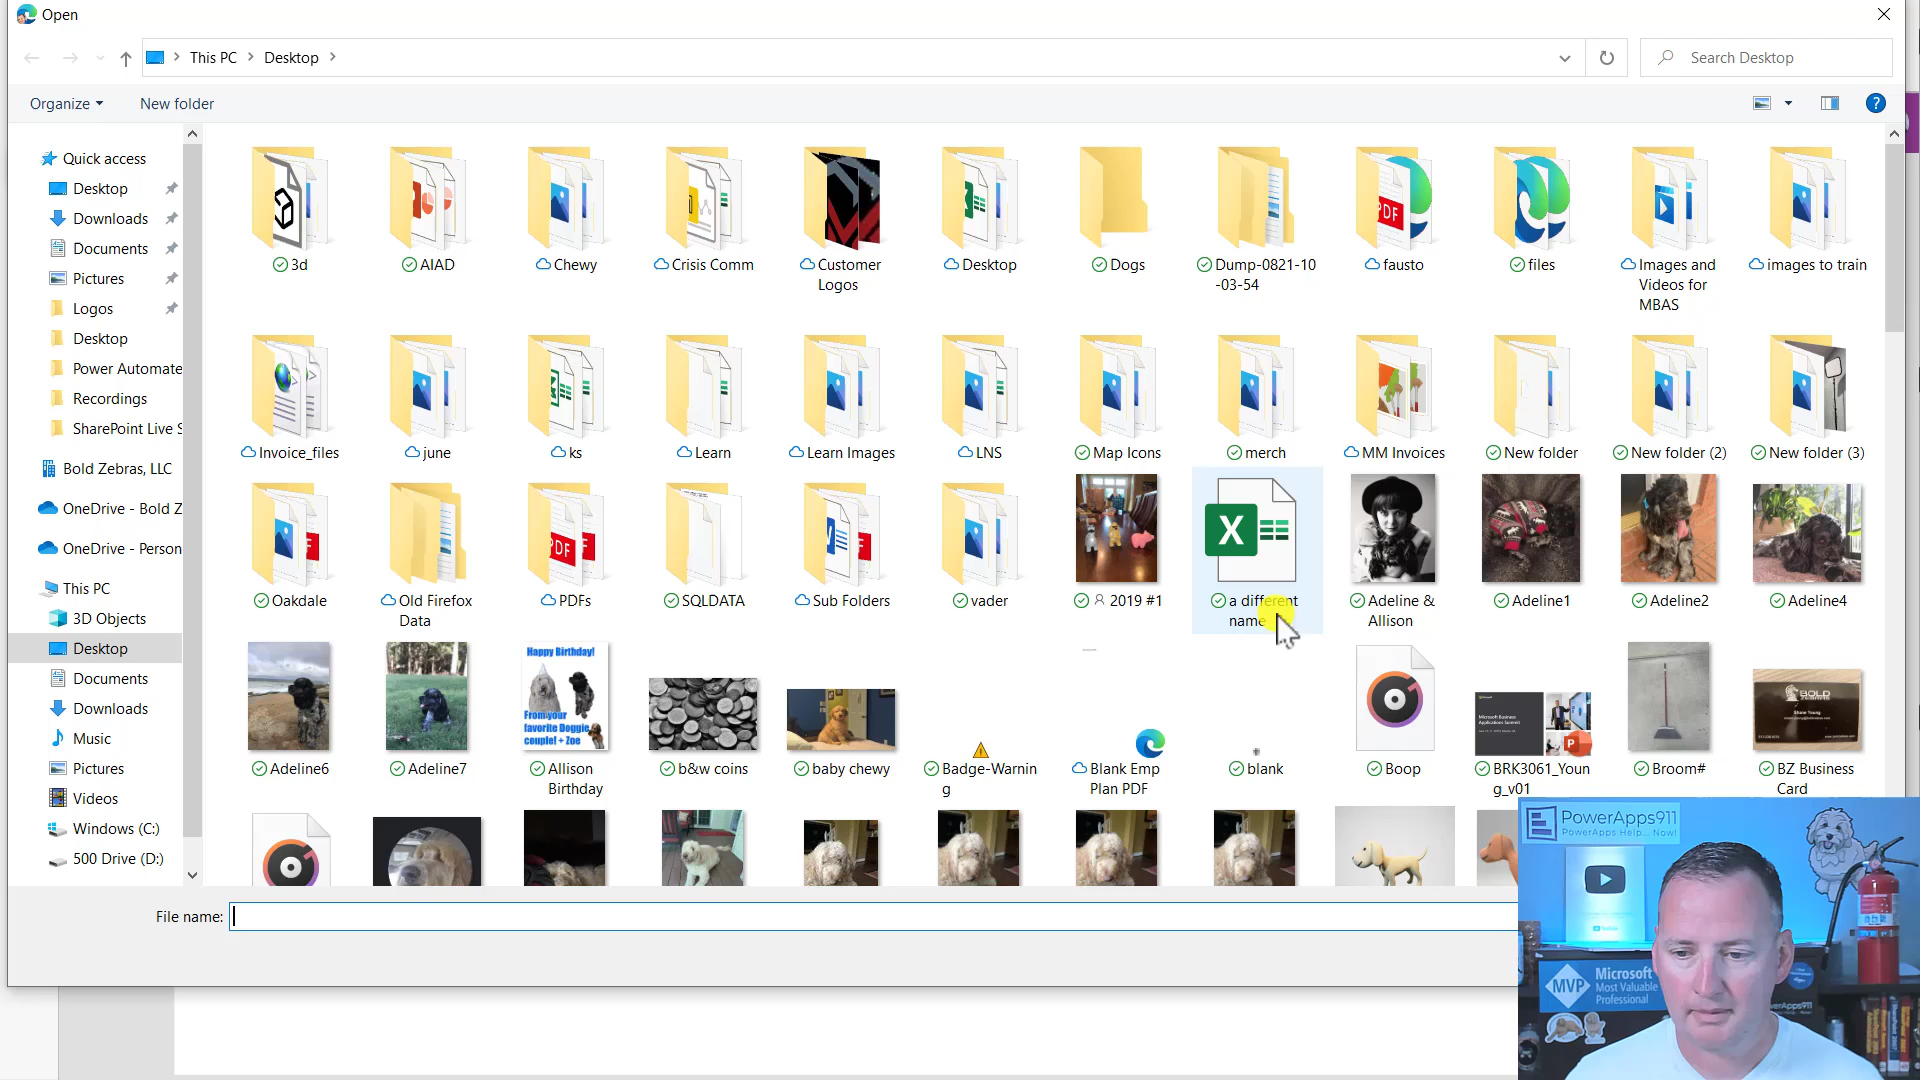 Open
This PC
Desktop
Search Desktop
Organize
New folder
Quick access
Desktop
Downloads
Documents
Pictures
Logos
Desktop
Power Automate
Recordings
SharePoint Live S
Bold Zebras, LLC
OneDrive - Bold Z
OneDrive - Person
This PC
3D Objects
Desktop
Documents
Downloads
Music
Pictures
Videos
Windows (C:)
500 Drive (D:)
3d
AIAD
Chewy
Crisis Comm
Customer
Logos
Desktop
Dogs
Dump-0821-10
-03-54
fausto
files
Images and
Videos for
MBAS
images to train
Invoice_files
june
ks
Learn
Learn Images
LNS
Map Icons
merch
MM Invoices
New folder
New folder (2)
New folder (3)
Oakdale
Old Firefox
Data
PDFs
SQLDATA
Sub Folders
vader
2019 #1
a different
name
Adeline &
Allison
Adeline1
Adeline2
Adeline4
Happy Birthday!
From your
favorite Doggie
couple! + Zoe
Adeline6
Adeline7
Allison
Birthday
b&w coins
baby chewy
Badge-Warnin
g
Blank Emp
Plan PDF
blank
Boop
BRK3061_Youn
g_v01
Broom#
BOLD
BZ Business
Card
File name:
PowerApps911
PowerApps Help... Now!
YouTube
MVP
Microsoft
Most Valuable
Professional